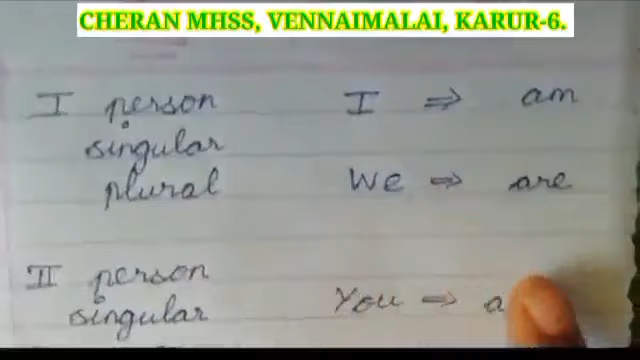 CHERAN MHSS, VENNAIMALAI, KARUR-6.
I person I ⇒ am
singular
plural We ⇒ are
II person
singular You ⇒ a